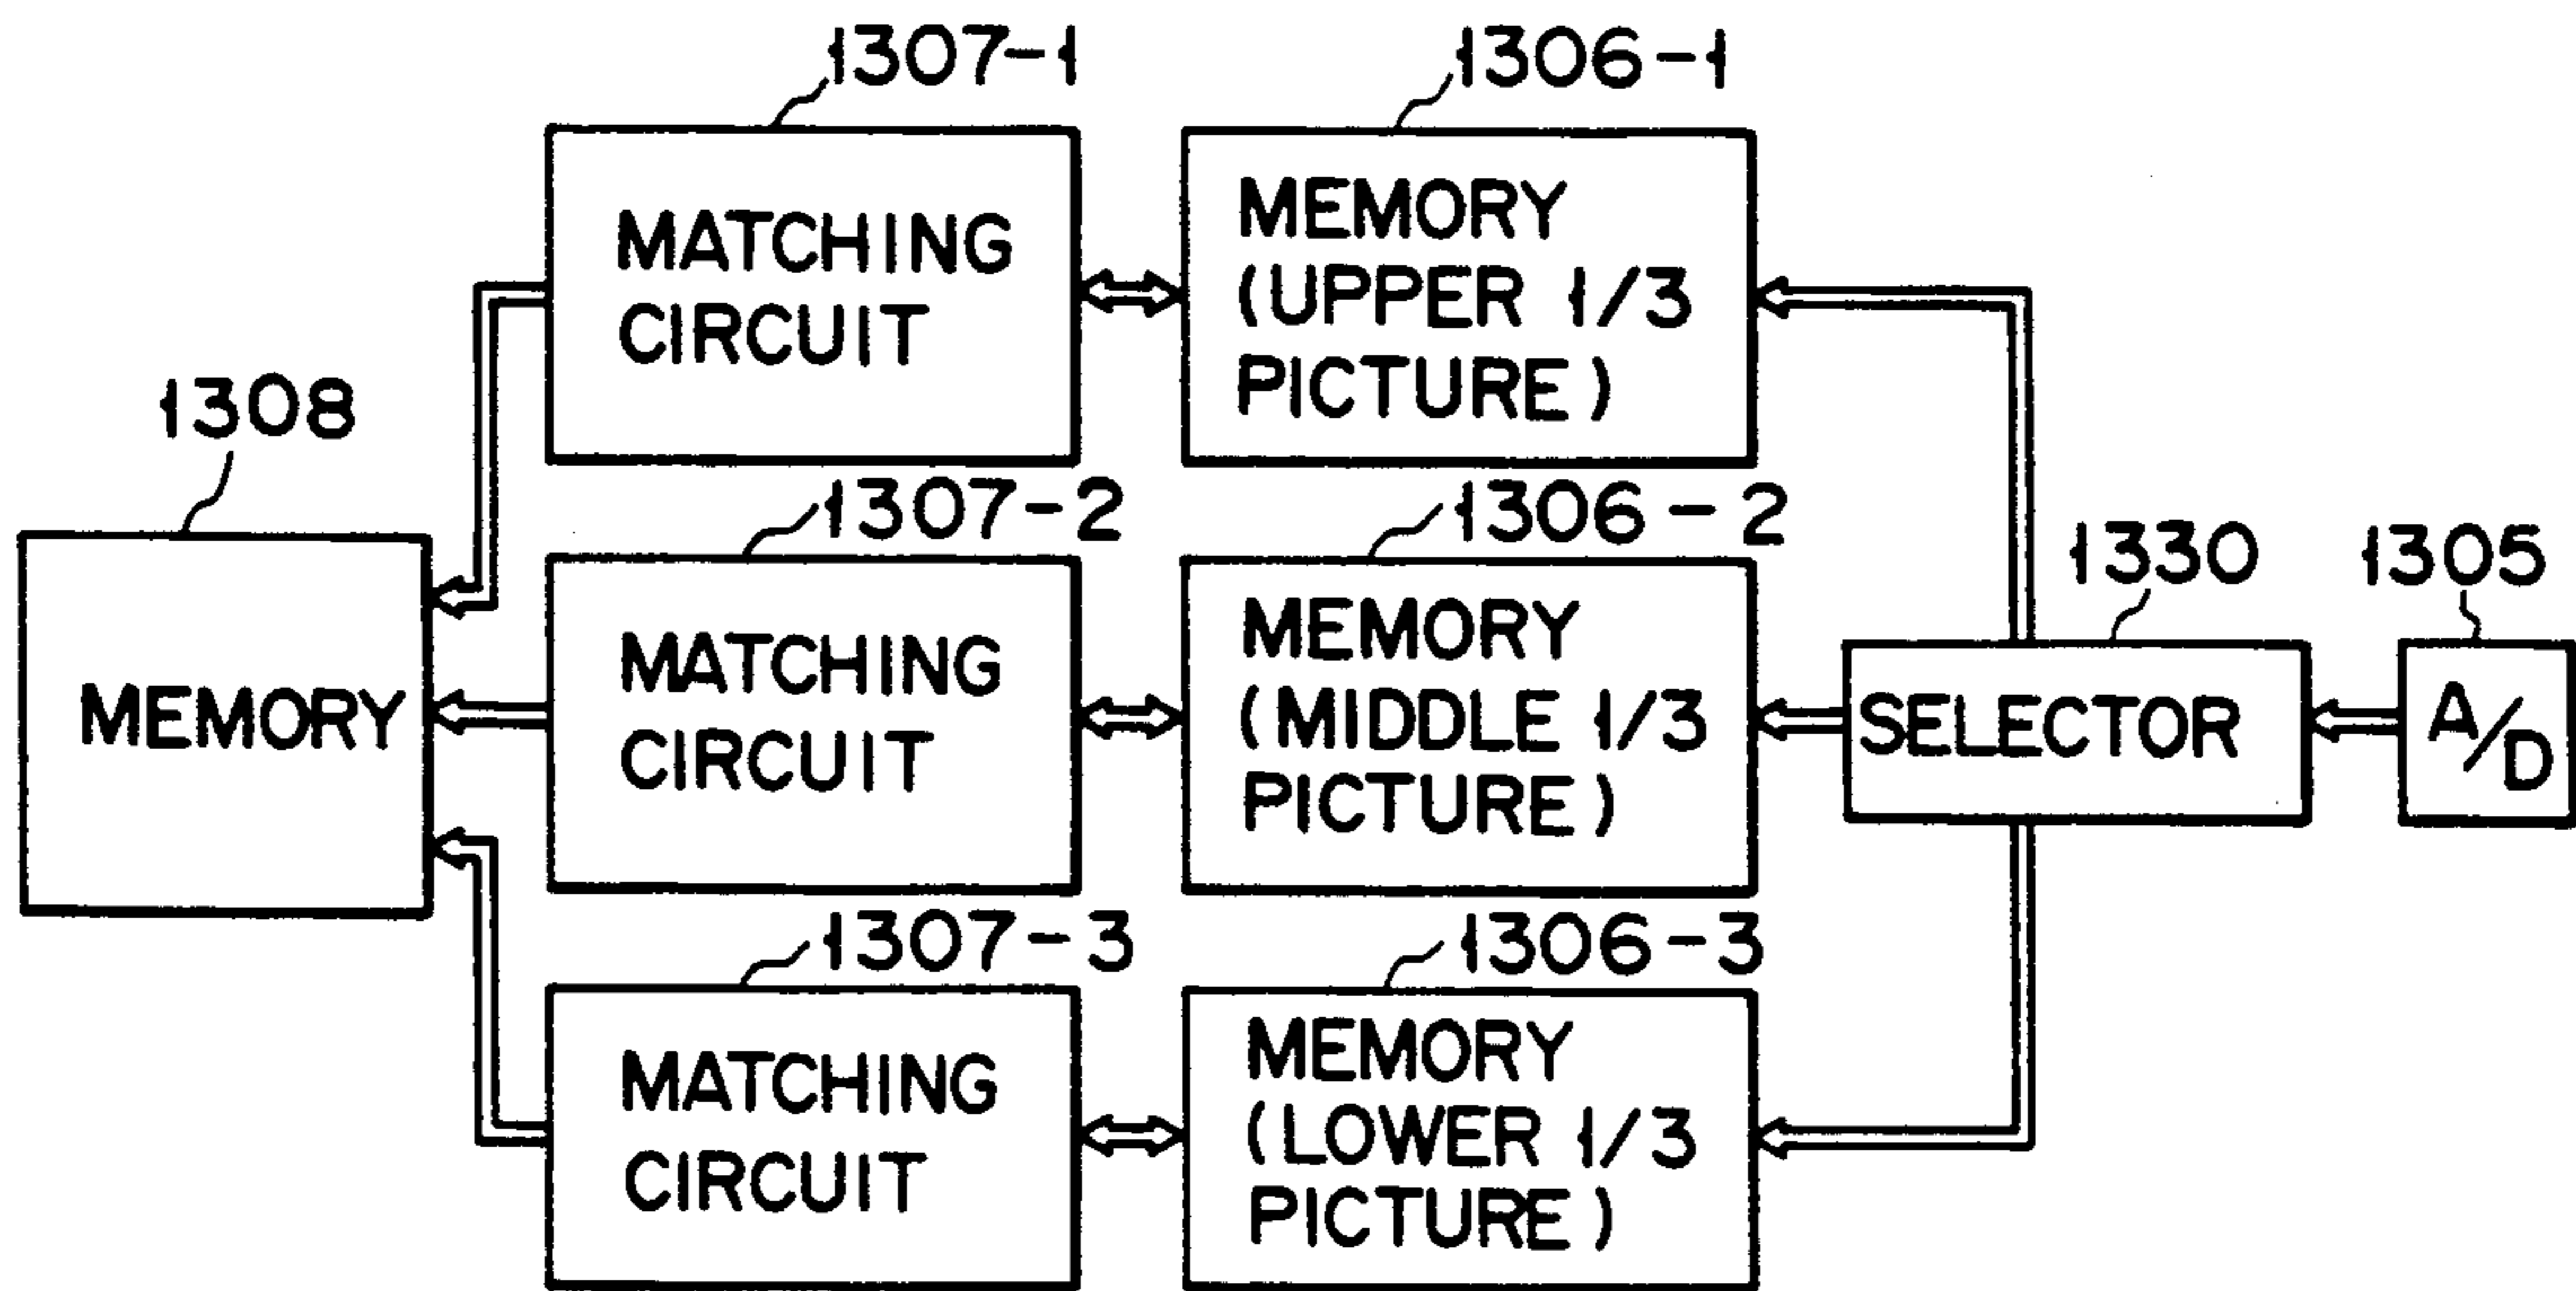 1307-1
1306-1
MATCHING
CIRCUIT
MEMORY
(UPPER 1/3
PICTURE)
1308
1307-2
1306-2
1330
1305
MEMORY
MATCHING
CIRCUIT
MEMORY
(MIDDLE 1/3
PICTURE)
SELECTOR
A/D
1307-3
1306-3
MATCHING
CIRCUIT
MEMORY
(LOWER 1/3
PICTURE)